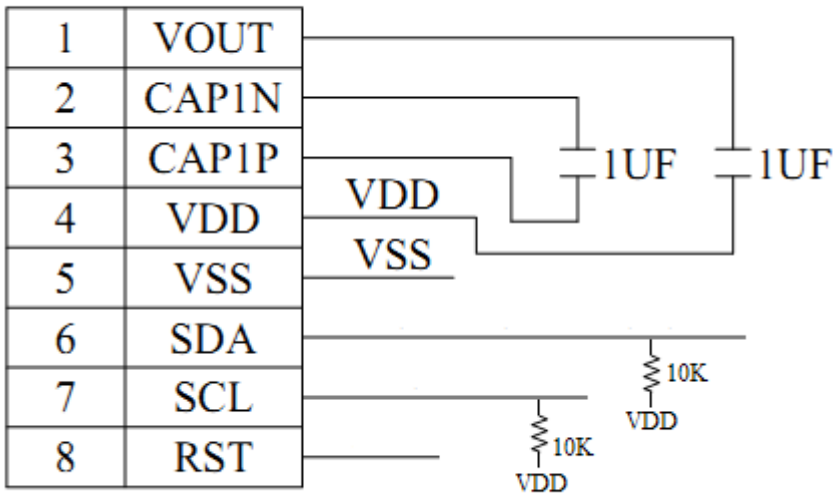 1 VOUT
2 CAP1N
3 CAP1P
1UF 1UF
4 VDD VDD
5 VSS VSS
6 SDA
10K
VDD
7 SCL
10K
VDD
8 RST